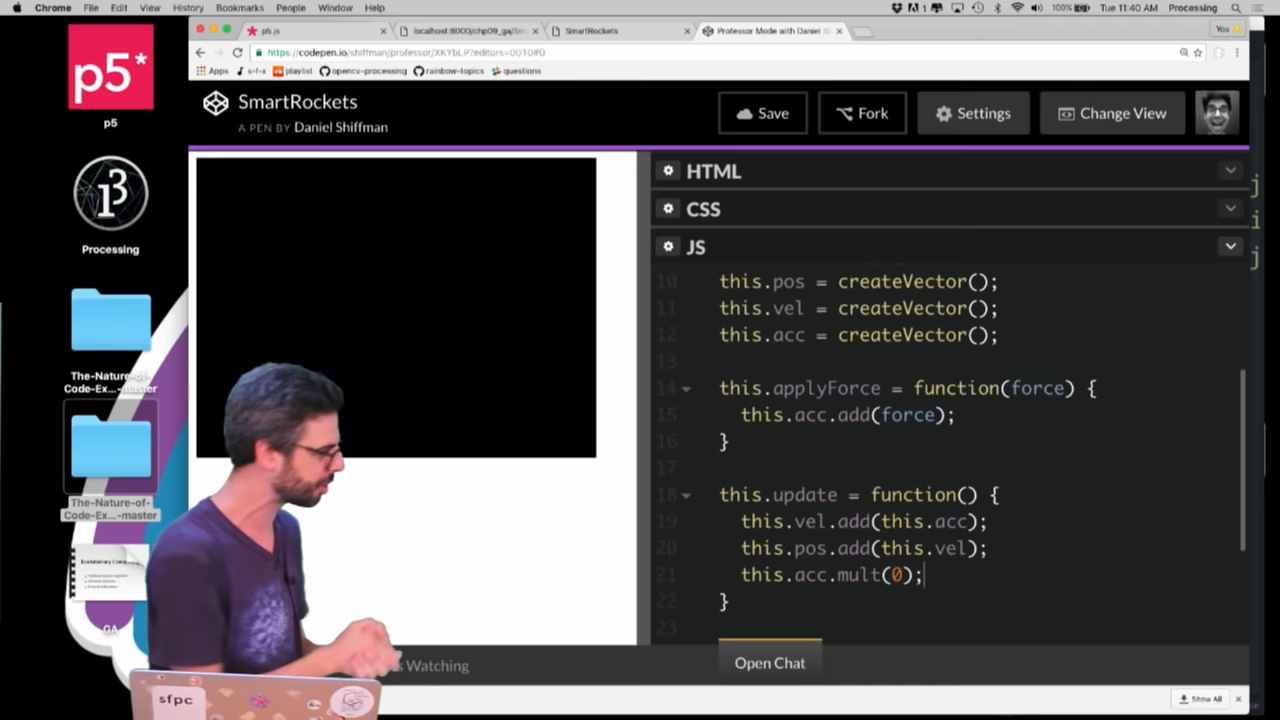 Chrome File Edit View History Bookmarks People Window Help
1 100% Tue 11:40 AM Processing
p5.js
localhost:8000/chp09_ga/Sm
SmartRockets
Professor Mode with Daniel S
You
https://codepen.io/shiffman/professor/XKYbLP?editors=0010#0
Apps s-f-x playlist opencv-processing rainbow-topics questions
p5*
p5
Processing
The-Nature-of-
Code-Ex...-master
The-Nature-of-
Code-Ex...-master
GA
SmartRockets
A PEN BY Daniel Shiffman
Save
Fork
Settings
Change View
HTML
CSS
JS
10 this.pos = createVector();
11 this.vel = createVector();
12 this.acc = createVector();
13
14 this.applyForce = function(force) {
15 this.acc.add(force);
16 }
17
18 this.update = function() {
19 this.vel.add(this.acc);
20 this.pos.add(this.vel);
21 this.acc.mult(0);
22 }
23
s Watching
Open Chat
Show All
sfpc